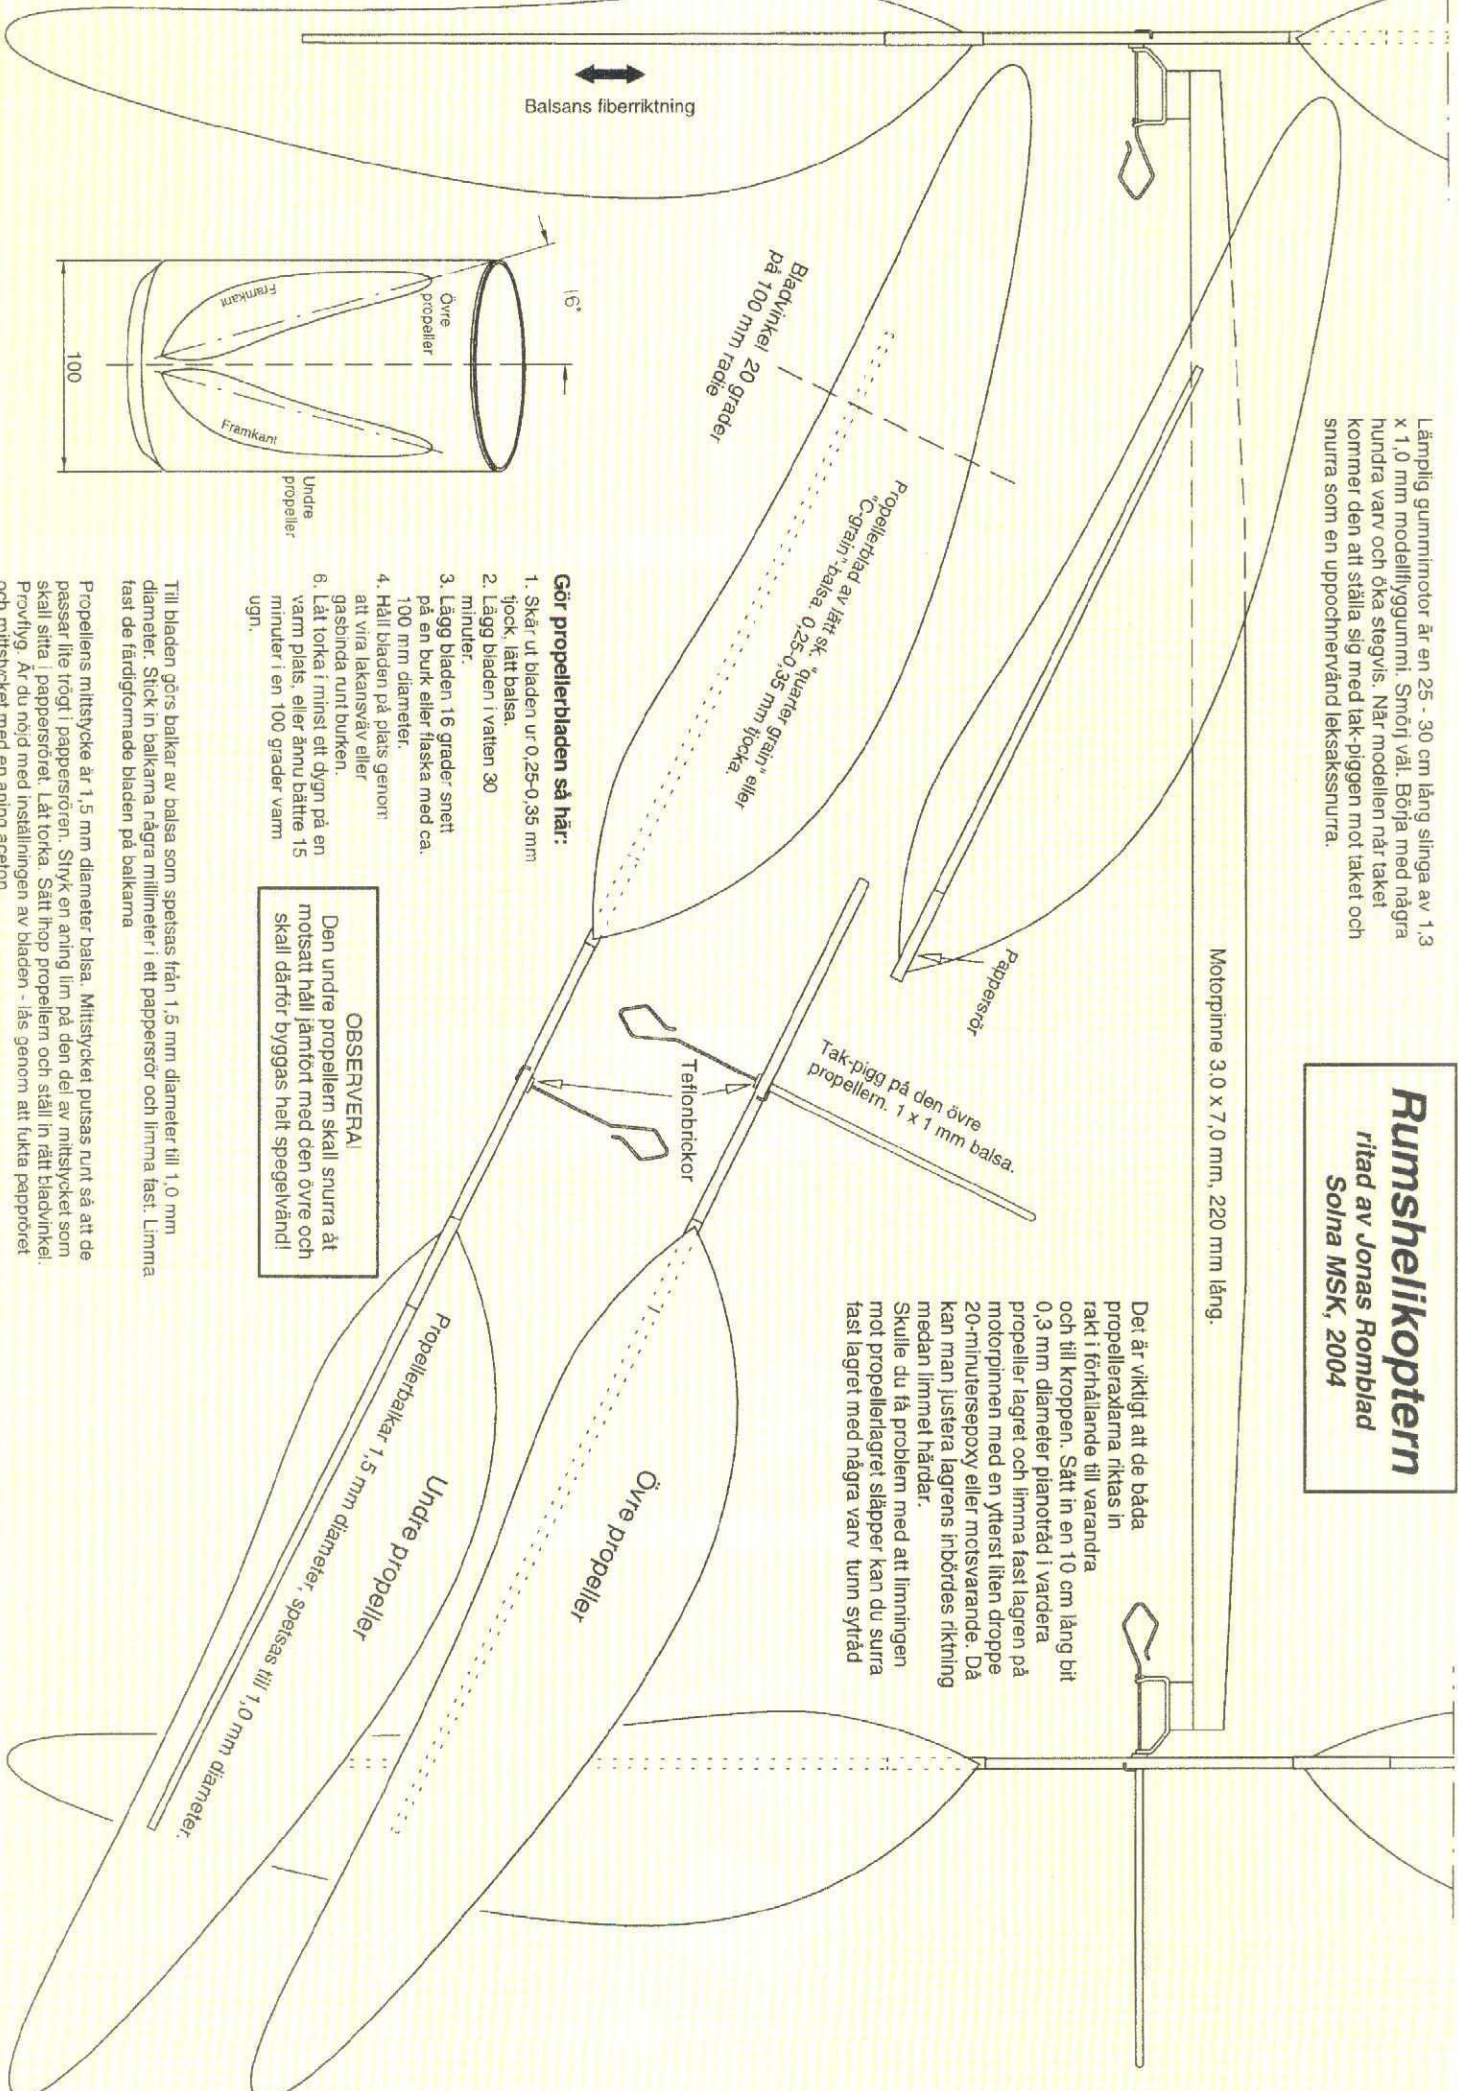 Rumshelikoptern
ritad av Jonas Romblad
Solna MSK, 2004
Lämplig gummimotor är en 25 - 30 cm lång slinga av 1,3
x 1,0 mm modellflyggummi. Smörj väl. Börja med några
hundra varv och öka stegvis. När modellen når taket
kommer den att ställa sig med tak-piggen mot taket och
snurra som en uppochnervänd leksakssnurra.
Motorpinne 3.0 x 7,0 mm, 220 mm lång.
Balsans fiberriktning
Pappersrör
Tak-pigg på den övre
propellern. 1 x 1 mm balsa.
Teflonbrickor
Det är viktigt att de båda
propelleraxlarna riktas in
rakt i förhållande till varandra
och till kroppen. Sätt in en 10 cm lång bit
0,3 mm diameter pianotråd i vardera
propeller lagret och limma fast lagren på
motorpinnen med en ytterst liten droppe
20-minutersepoxy eller motsvarande. Då
kan man justera lagrens inbördes riktning
medan limmet härdar.
Skulle du få problem med att limningen
mot propellerlagret släpper kan du surra
fast lagret med några varv tunn sytråd
Bladvinkel 20 grader
på 100 mm radie
Propellerblad av lätt sk. "quarter grain" eller
"C-grain"-balsa. 0,25-0,35 mm tjocka.
Övre propeller
Undre propeller
Propellerbalkar 1,5 mm diameter, spetsas till 1,0 mm diameter.
16°
Övre
propeller
Framkant
Framkant
Undre
propeller
100
Gör propellerbladen så här:
1. Skär ut bladen ur 0,25-0,35 mm
tjock, lätt balsa.
2. Lägg bladen i vatten 30
minuter.
3. Lägg bladen 16 grader snett
på en burk eller flaska med ca.
100 mm diameter.
4. Håll bladen på plats genom
att vira lakansväv eller
gasbinda runt burken.
6. Låt torka i minst ett dygn på en
varm plats, eller ännu bättre 15
minuter i en 100 grader varm
ugn.
OBSERVERA!
Den undre propellern skall snurra åt
motsatt håll jämfört med den övre och
skall därför byggas helt spegelvänd!
Till bladen görs balkar av balsa som spetsas från 1,5 mm diameter till 1,0 mm
diameter. Stick in balkarna några millimeter i ett pappersrör och limma fast. Limma
fast de färdigformade bladen på balkarna
Propellens mittstycke är 1,5 mm diameter balsa. Mittstycket putsas runt så att de
passar lite trögt i pappersrören. Stryk en aning lim på den del av mittstycket som
skall sitta i pappersröret. Låt torka. Sätt ihop propellern och ställ in rätt bladvinkel.
Provflyg. Är du nöjd med inställningen av bladen - lås genom att fukta pappröret
och mittstycket med en aning aceton